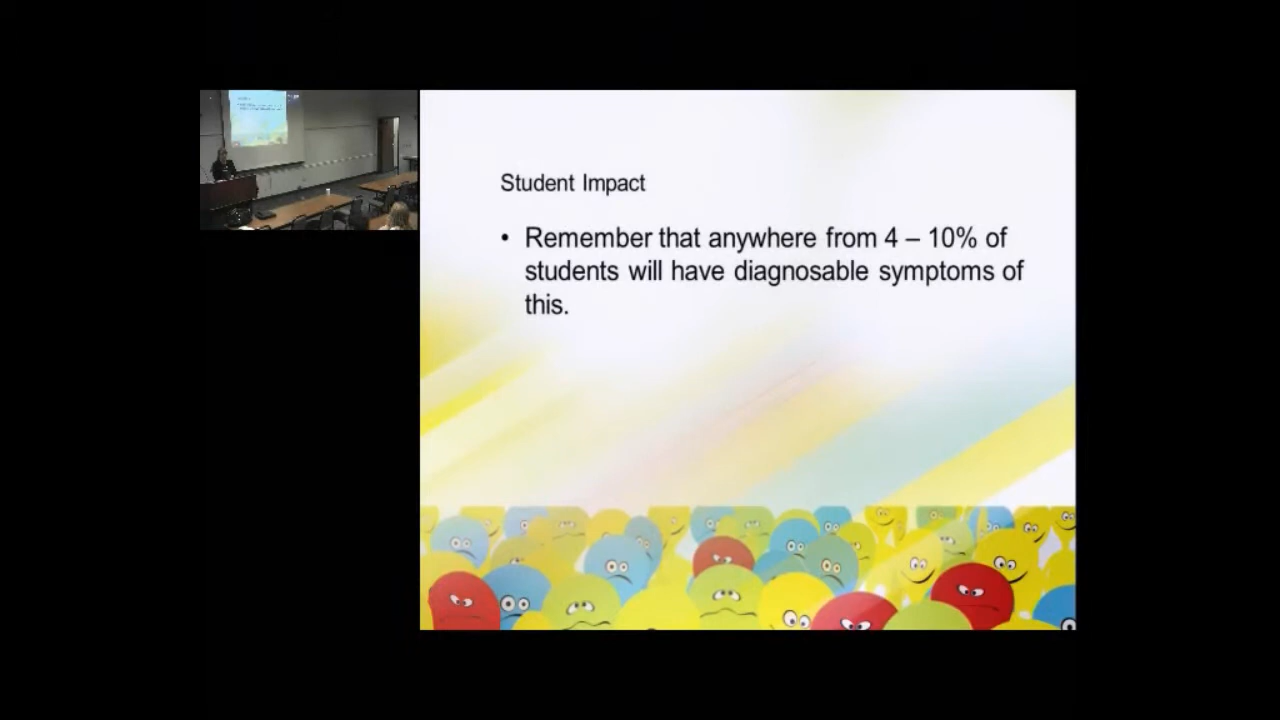 Student Impact
• Remember that anywhere from 4 – 10% of
students will have diagnosable symptoms of
this.